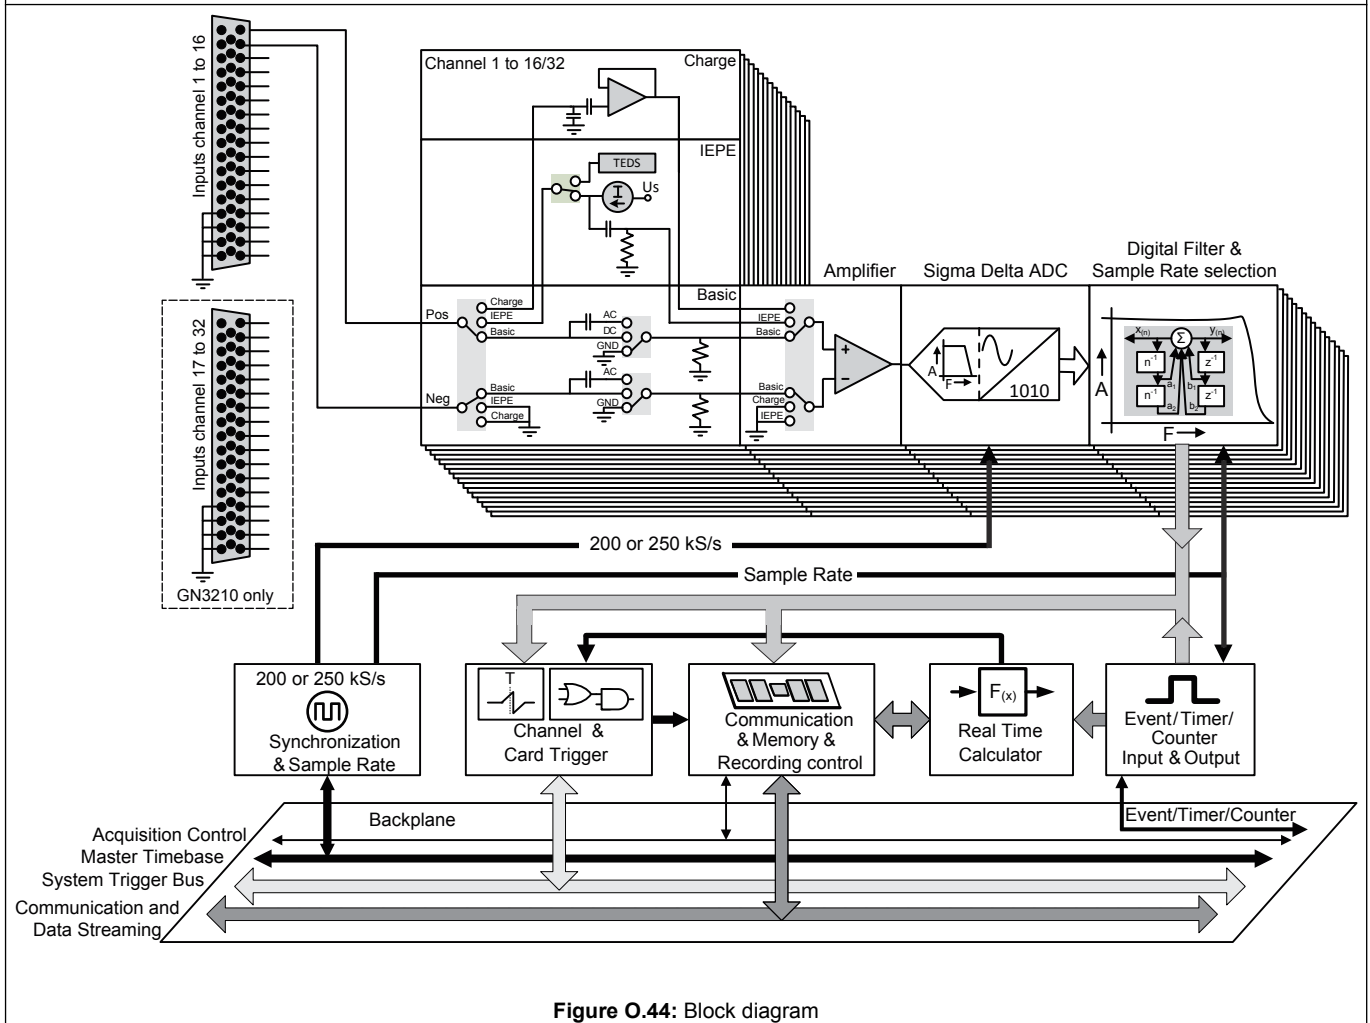 Inputs channel 1 to 16
Inputs channel 17 to 32
GN3210 only
Channel 1 to 16/32
Charge
IEPE
TEDS
I
Us
Basic
Pos
Charge
IEPE
Basic
AC
DC
GND
IEPE
Basic
Neg
Basic
IEPE
Charge
AC
GND
Basic
Charge
IEPE
Amplifier
+
−
Sigma Delta ADC
A
F
1010
Digital Filter &
Sample Rate selection
A
x(n)
Σ
y(n)
n-1
z-1
a1
b1
n-1
z-1
a2
b2
F
200 or 250 kS/s
Sample Rate
200 or 250 kS/s
Synchronization
& Sample Rate
T
Channel &
Card Trigger
Communication
& Memory &
Recording control
F(x)
Real Time
Calculator
Event/Timer/
Counter
Input & Output
Backplane
Event/Timer/Counter
Acquisition Control
Master Timebase
System Trigger Bus
Communication and
Data Streaming
Figure O.44: Block diagram